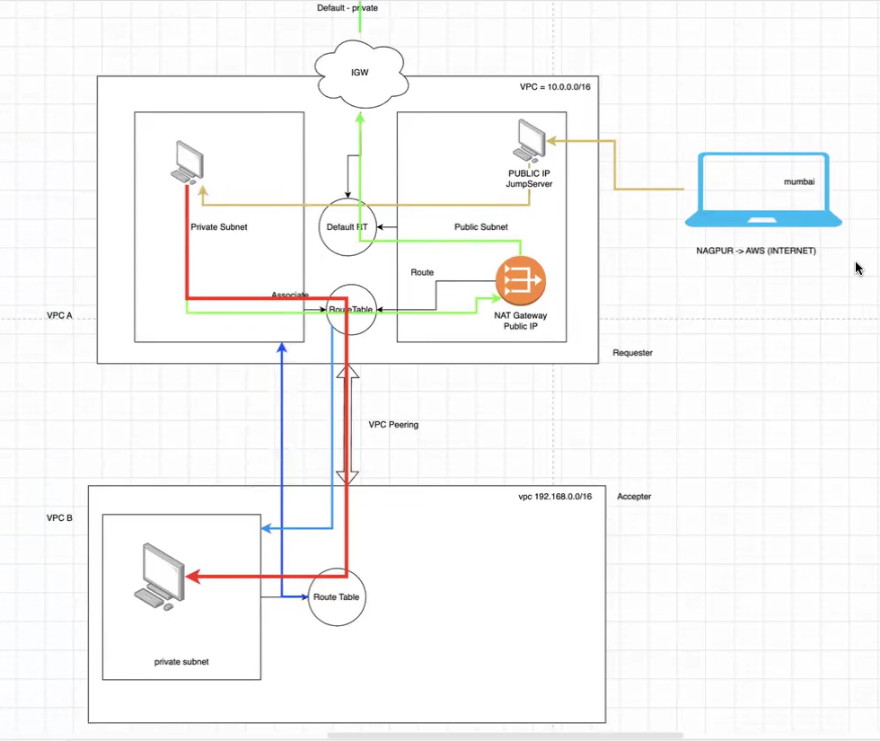 Default - private
IGW
VPC = 10.0.0.0/16
PUBLIC IP
JumpServer
mumbai
Private Subnet
Default RT
Public Subnet
NAGPUR -> AWS (INTERNET)
Route
Associate
RouteTable
NAT Gateway
Public IP
VPC A
Requester
VPC Peering
vpc 192.168.0.0/16
Accepter
VPC B
Route Table
private subnet